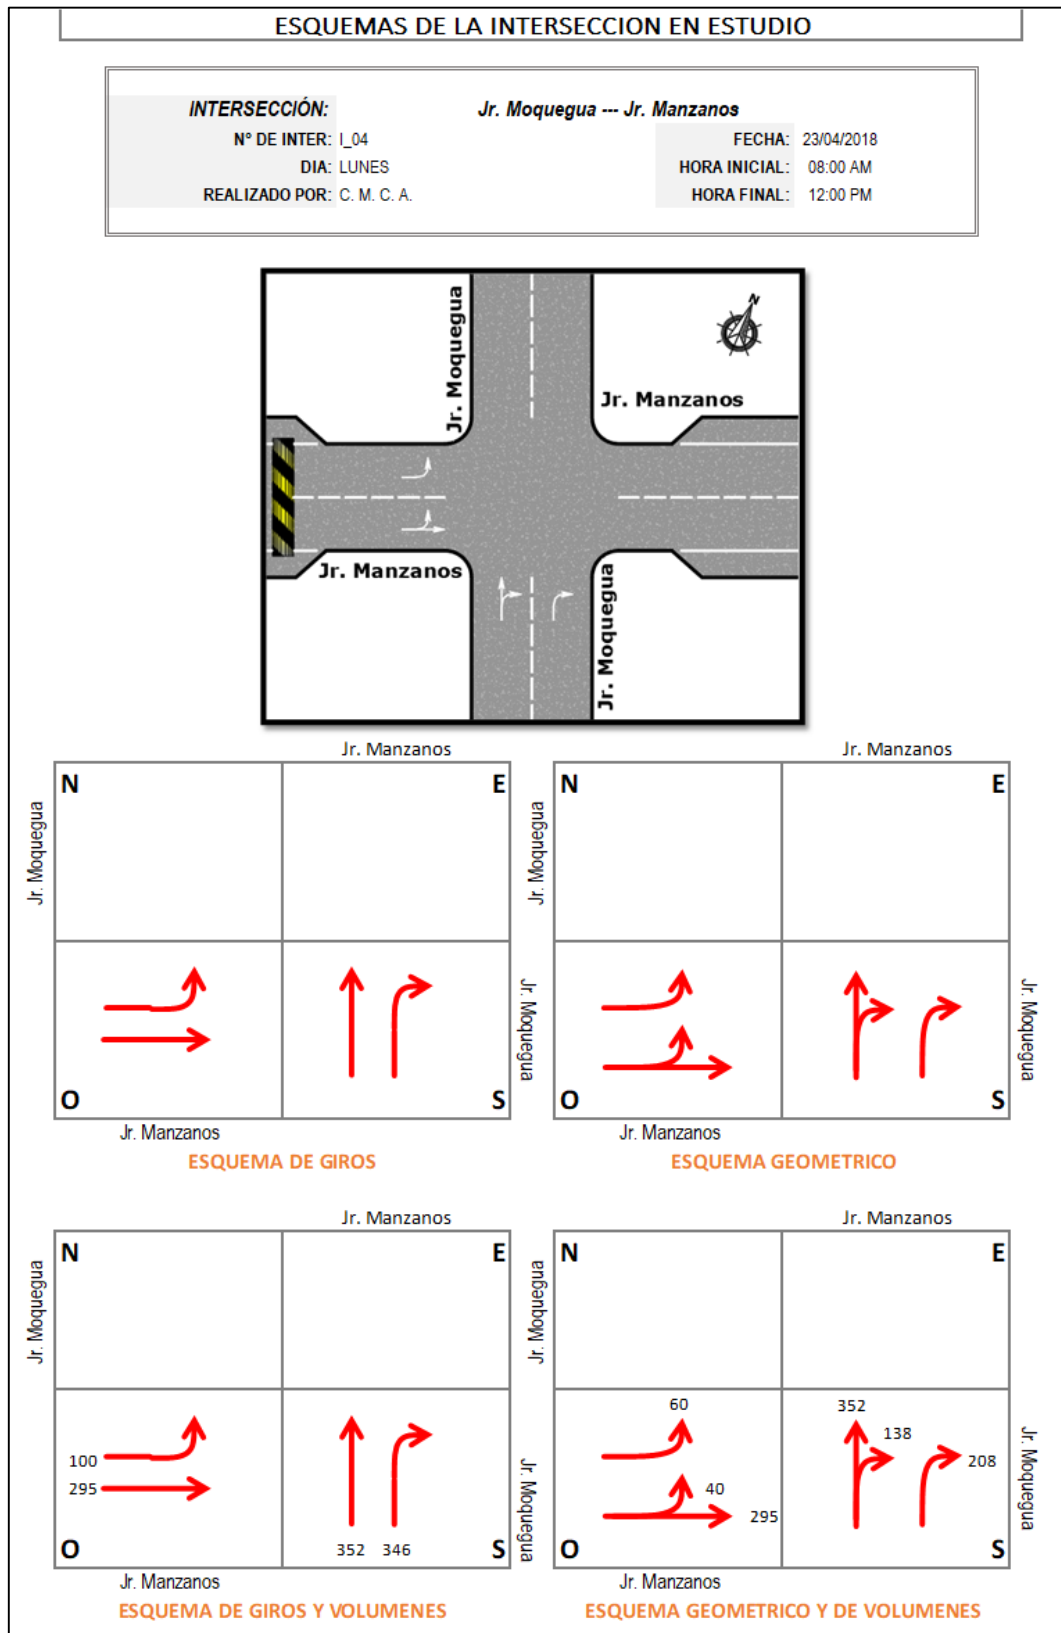 ESQUEMAS DE LA INTERSECCION EN ESTUDIO
INTERSECCIÓN: Jr. Moquegua --- Jr. Manzanos
N° DE INTER: I_04 FECHA: 23/04/2018
DIA: LUNES HORA INICIAL: 08:00 AM
REALIZADO POR: C. M. C. A. HORA FINAL: 12:00 PM
Jr. Moquegua
N
Jr. Manzanos
Jr. Manzanos
Jr. Moquegua
Jr. Manzanos
N E
Jr. Moquegua
Jr. Moquegua
O S
Jr. Manzanos
ESQUEMA DE GIROS
Jr. Manzanos
N E
Jr. Moquegua
Jr. Moquegua
O S
Jr. Manzanos
ESQUEMA GEOMETRICO
Jr. Manzanos
N E
Jr. Moquegua
100
295
Jr. Moquegua
O 352 346 S
Jr. Manzanos
ESQUEMA DE GIROS Y VOLUMENES
Jr. Manzanos
N E
Jr. Moquegua
60 352
138
208
40
295
Jr. Moquegua
O S
Jr. Manzanos
ESQUEMA GEOMETRICO Y DE VOLUMENES